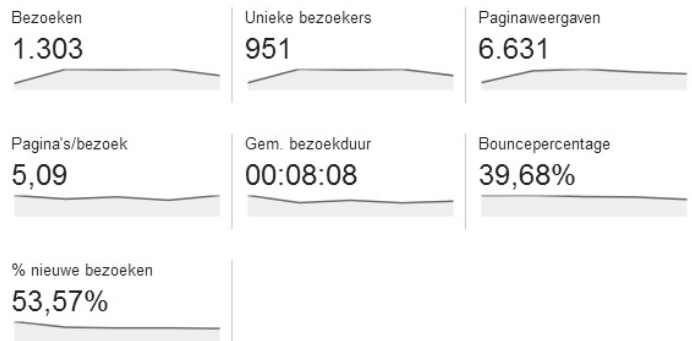 Bezoeken
1.303
Unieke bezoekers
951
Paginaweergaven
6.631
Pagina's/bezoek
5,09
Gem. bezoekduur
00:08:08
Bouncepercentage
39,68%
% nieuwe bezoeken
53,57%